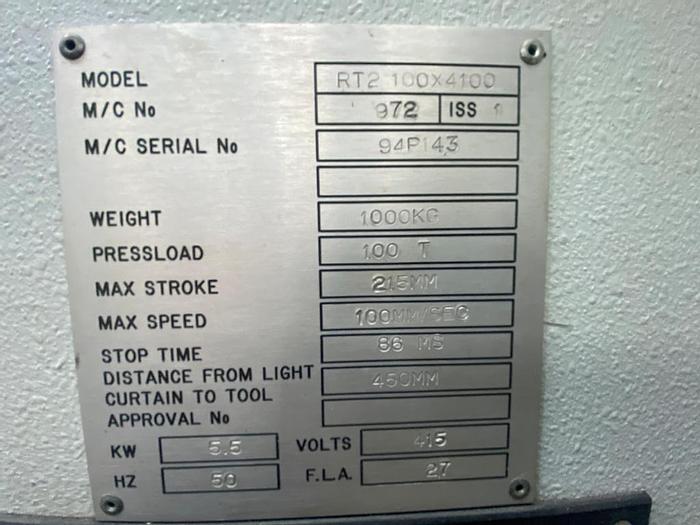 MODEL RT2 100X4100
M/C No 972 ISS 1
M/C SERIAL No 94P143
WEIGHT 1000KG
PRESSLOAD 100 T
MAX STROKE 215MM
MAX SPEED 100MM/SEC
STOP TIME 86 MS
DISTANCE FROM LIGHT 450MM
CURTAIN TO TOOL
APPROVAL No
KW 5.5 VOLTS 415
HZ 50 F.L.A. 27